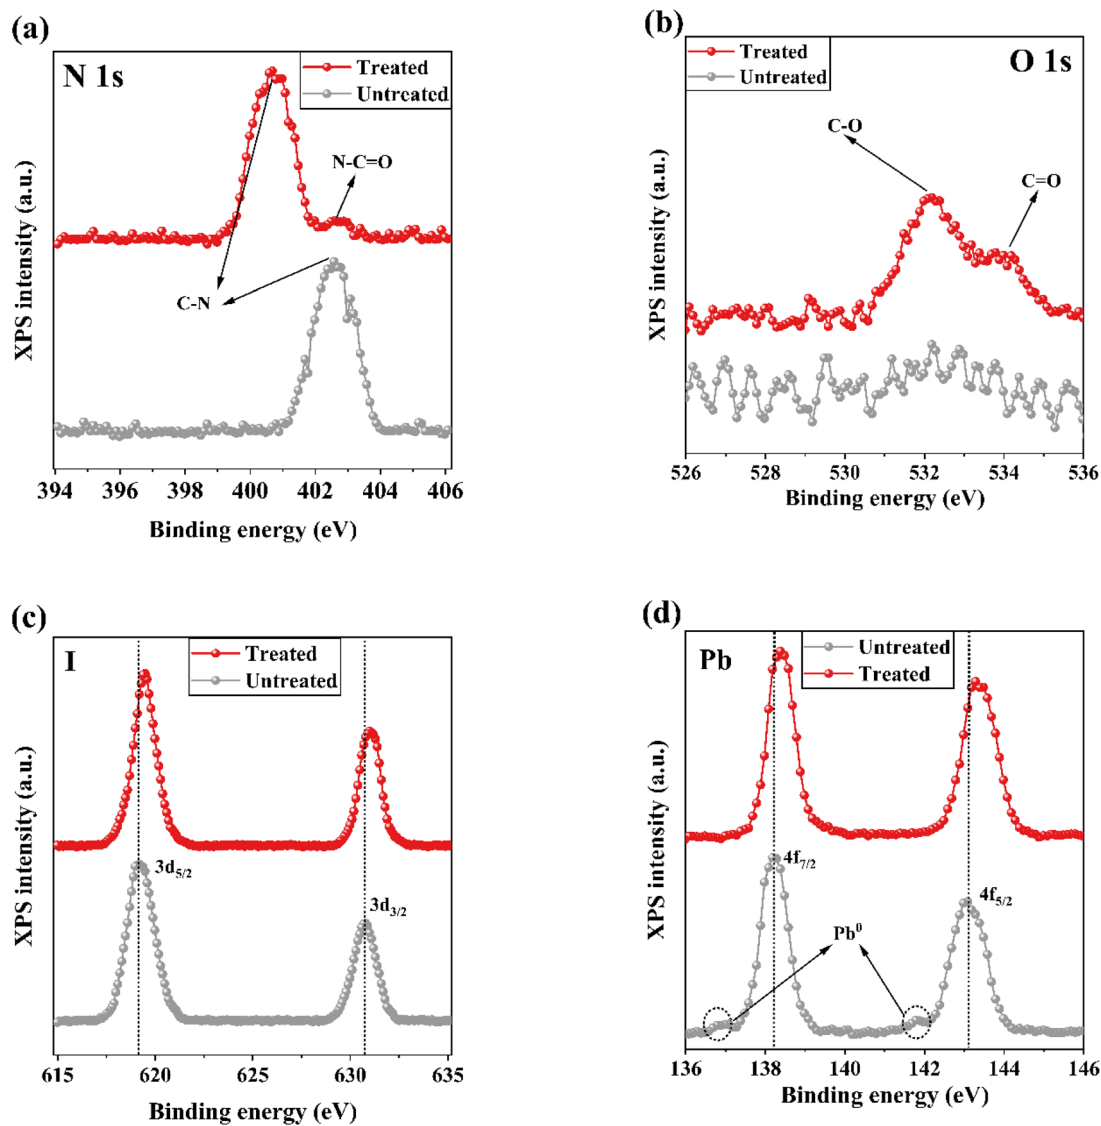 (a)
N 1s
Treated
Untreated
N-C=O
C-N
XPS intensity (a.u.)
394 396 398 400 402 404 406
Binding energy (eV)
(b)
O 1s
Treated
Untreated
C-O
C=O
XPS intensity (a.u.)
526 528 530 532 534 536
Binding energy (eV)
(c)
I
Treated
Untreated
3d5/2
3d3/2
XPS intensity (a.u.)
615 620 625 630 635
Binding energy (eV)
(d)
Pb
Untreated
Treated
4f7/2
4f5/2
Pb⁰
XPS intensity (a.u.)
136 138 140 142 144 146
Binding energy (eV)